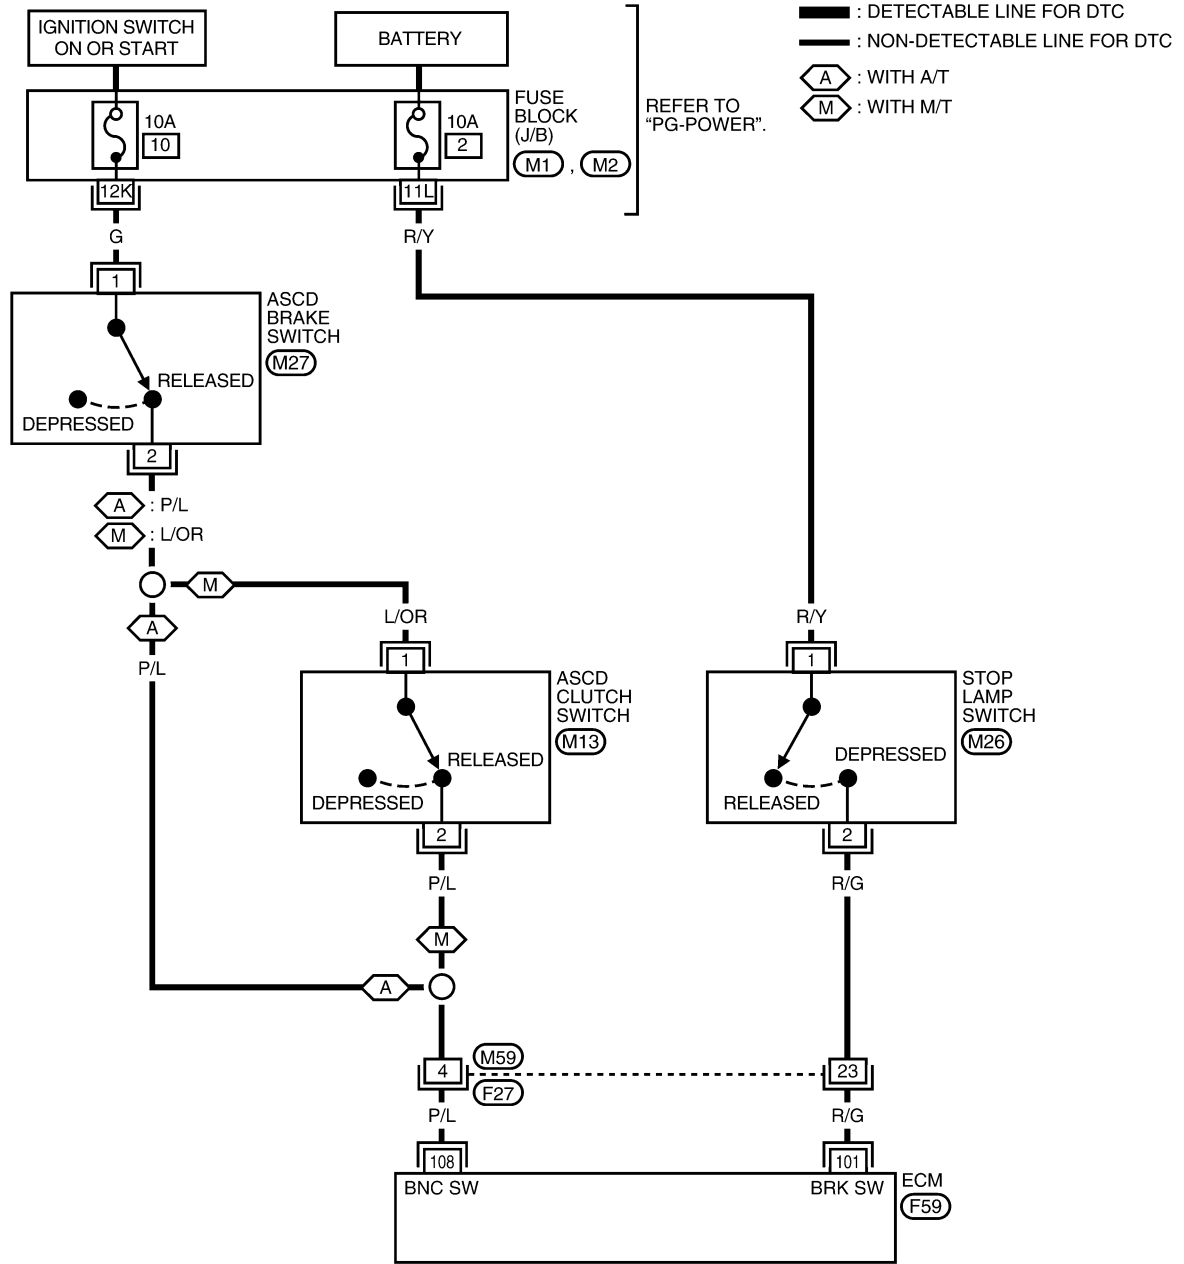 IGNITION SWITCH
ON OR START
BATTERY
: DETECTABLE LINE FOR DTC
: NON-DETECTABLE LINE FOR DTC
A : WITH A/T
M : WITH M/T
10A
10
10A
2
FUSE
BLOCK
(J/B)
M1 , M2
REFER TO
“PG-POWER”.
12K
11L
G
R/Y
1
ASCD
BRAKE
SWITCH
M27
RELEASED
DEPRESSED
2
A : P/L
M : L/OR
M
A
P/L
L/OR
R/Y
1
1
ASCD
CLUTCH
SWITCH
M13
RELEASED
DEPRESSED
STOP
LAMP
SWITCH
M26
DEPRESSED
RELEASED
2
2
P/L
R/G
M
A
4
M59
F27
23
P/L
R/G
108
101
BNC SW
BRK SW
ECM
F59